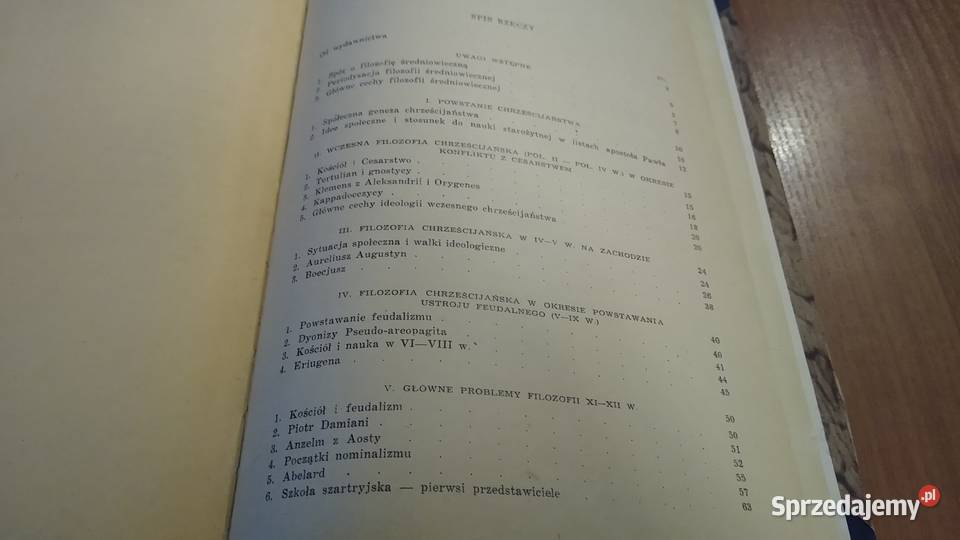 SPIS RZECZY
Od wydawnictwa
UWAGI WSTĘPNE
1. Spór o filozofię średniowieczną
2. Periodyzacja filozofii średniowiecznej
3. Główne cechy filozofii średniowiecznej
I. POWSTANIE CHRZEŚCIJAŃSTWA
1. Społeczna geneza chrześcijaństwa
2. Idee społeczne i stosunek do nauki starożytnej w listach apostoła Pawła
II. WCZESNA FILOZOFIA CHRZEŚCIJAŃSKA (POŁ. II — POŁ. IV W.) W OKRESIE
KONFLIKTU Z CESARSTWEM
1. Kościół i Cesarstwo
2. Tertulian i gnostycy
3. Klemens z Aleksandrii i Orygenes
4. Kappadocczycy
5. Główne cechy ideologii wczesnego chrześcijaństwa
III. FILOZOFIA CHRZEŚCIJAŃSKA W IV—V W. NA ZACHODZIE
1. Sytuacja społeczna i walki ideologiczne 24
2. Aureliusz Augustyn 26
3. Boecjusz 38
IV. FILOZOFIA CHRZEŚCIJAŃSKA W OKRESIE POWSTAWANIA
USTROJU FEUDALNEGO (V—IX W.) 40
1. Powstawanie feudalizmu 40
2. Dyonizy Pseudo-areopagita 41
3. Kościół i nauka w VI—VIII w. 44
4. Eriugena 45
V. GŁÓWNE PROBLEMY FILOZOFII XI—XII W 50
1. Kościół i feudalizm 50
2. Piotr Damiani 51
3. Anzelm z Aosty 52
4. Początki nominalizmu 55
5. Abelard 57
6. Szkoła szartryjska — pierwsi przedstawiciele 63
Sprzedajemy.pl